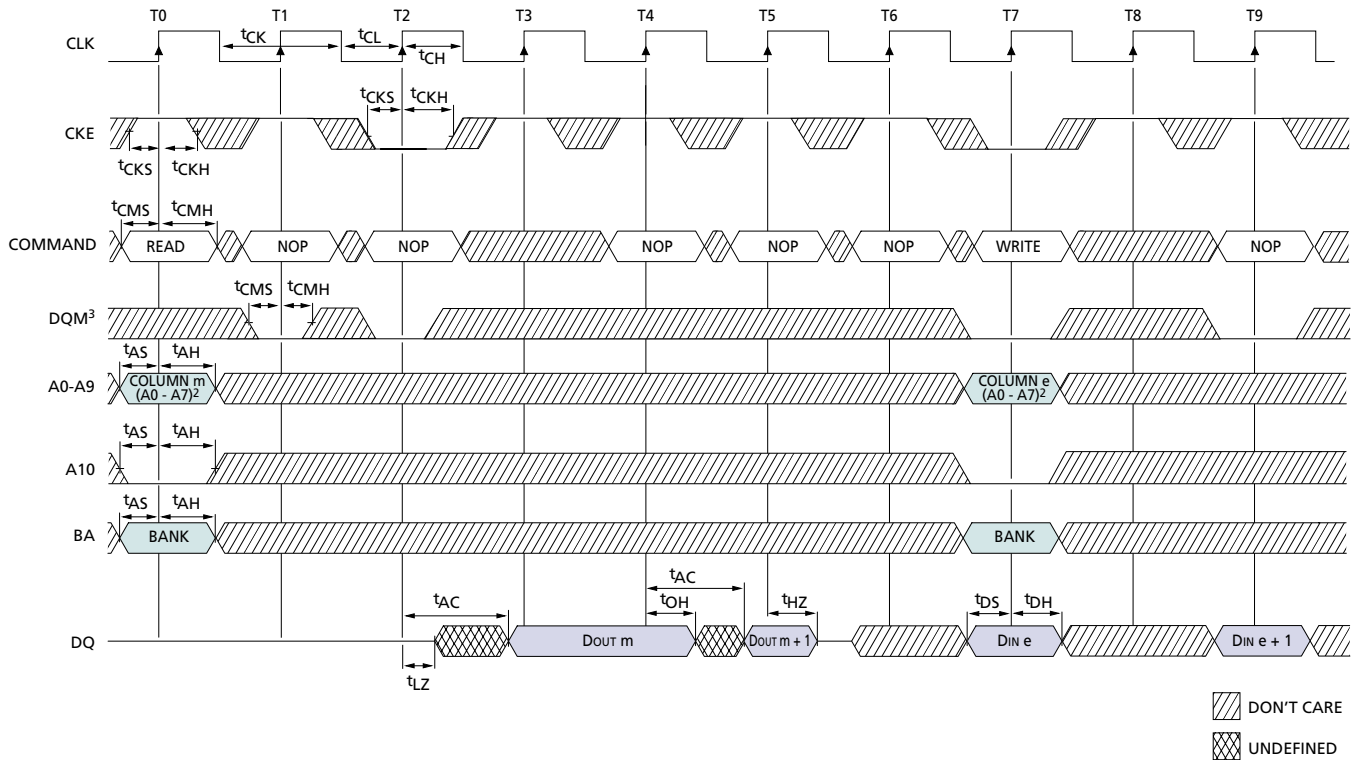 T0 T1 T2 T3 T4 T5 T6 T7 T8 T9
CLK
tCK tCL tCH
tCKS tCKH
CKE
tCKS tCKH
tCMS tCMH
COMMAND READ NOP NOP NOP NOP NOP WRITE NOP
tCMS tCMH
DQM3
tAS tAH
A0-A9 COLUMN m (A0 - A7)2 COLUMN e (A0 - A7)2
tAS tAH
A10
tAS tAH
BA BANK BANK
tAC tAC tOH tHZ tDS tDH
DQ DOUT m DOUT m + 1 DIN e DIN e + 1
tLZ
DON'T CARE
UNDEFINED